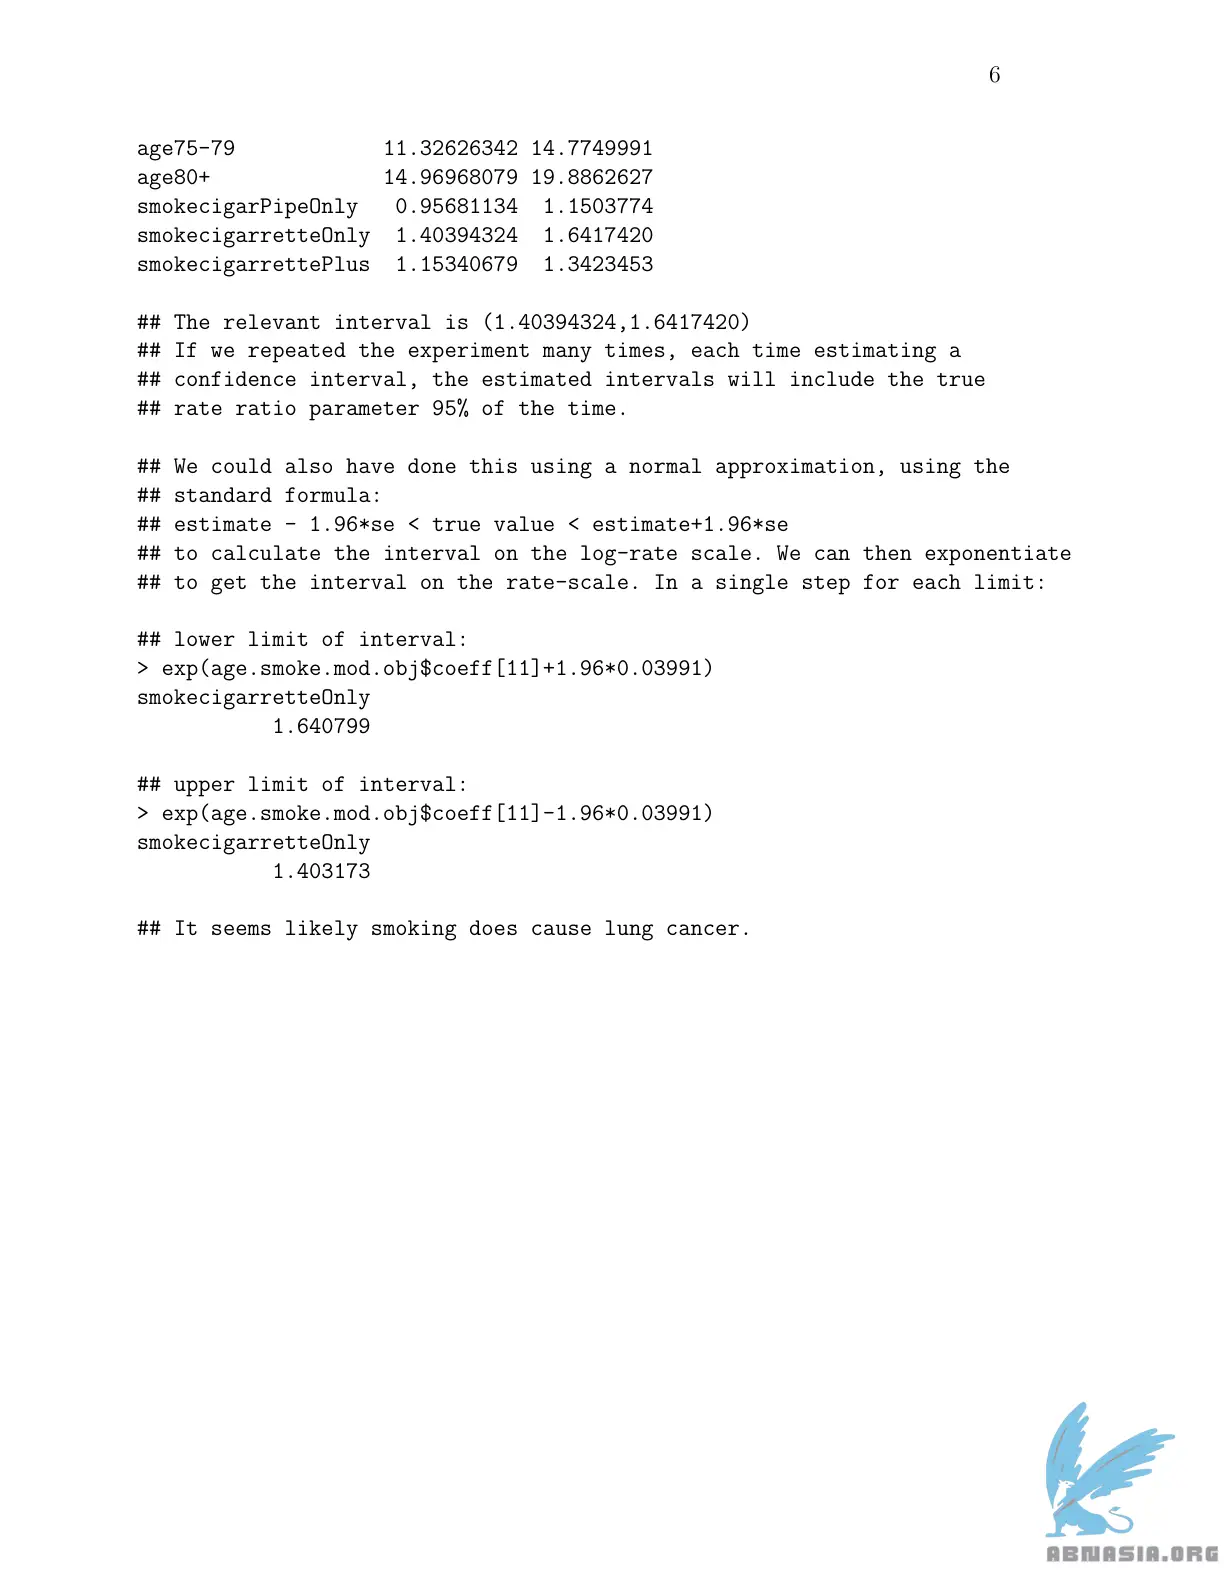 6
age75-79            11.32626342 14.7749991
age80+              14.96968079 19.8862627
smokecigarPipeOnly   0.95681134  1.1503774
smokecigarretteOnly  1.40394324  1.6417420
smokecigarrettePlus  1.15340679  1.3423453
## The relevant interval is (1.40394324,1.6417420)
## If we repeated the experiment many times, each time estimating a
## confidence interval, the estimated intervals will include the true
## rate ratio parameter 95% of the time.
## We could also have done this using a normal approximation, using the
## standard formula:
## estimate - 1.96*se < true value < estimate+1.96*se
## to calculate the interval on the log-rate scale. We can then exponentiate
## to get the interval on the rate-scale. In a single step for each limit:
## lower limit of interval:
> exp(age.smoke.mod.obj$coeff[11]+1.96*0.03991)
smokecigarretteOnly
1.640799
## upper limit of interval:
> exp(age.smoke.mod.obj$coeff[11]-1.96*0.03991)
smokecigarretteOnly
1.403173
## It seems likely smoking does cause lung cancer.
ABNASIA.ORG